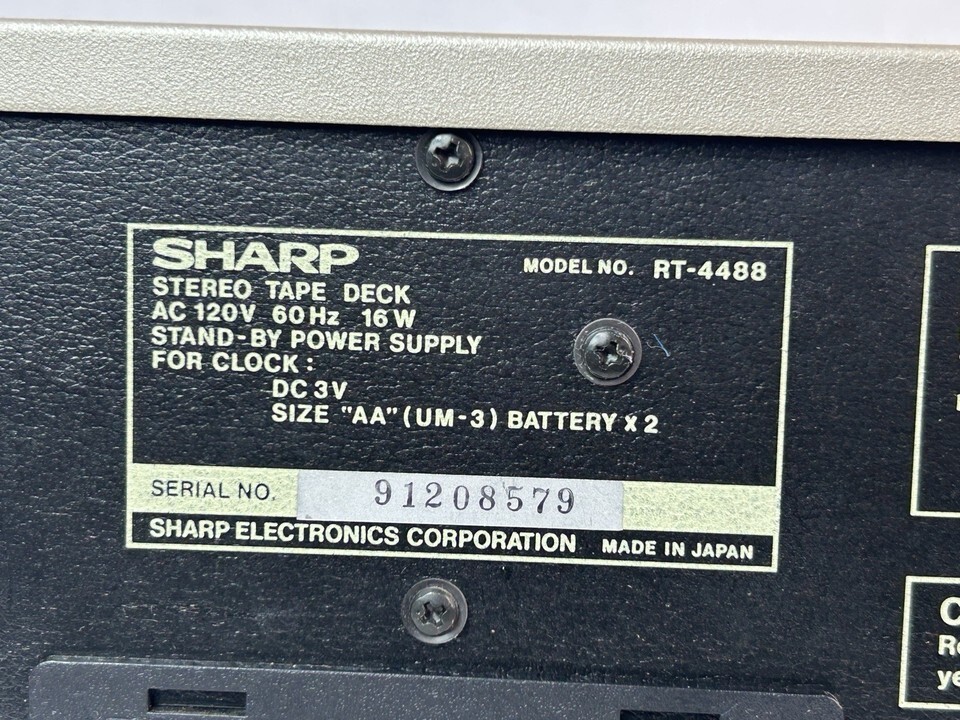 SHARP
MODEL NO. RT-4488
STEREO TAPE DECK
AC 120V 60Hz 16W
STAND-BY POWER SUPPLY
FOR CLOCK:
DC 3V
SIZE "AA" (UM-3) BATTERY x 2
SERIAL NO. 91208579
SHARP ELECTRONICS CORPORATION MADE IN JAPAN